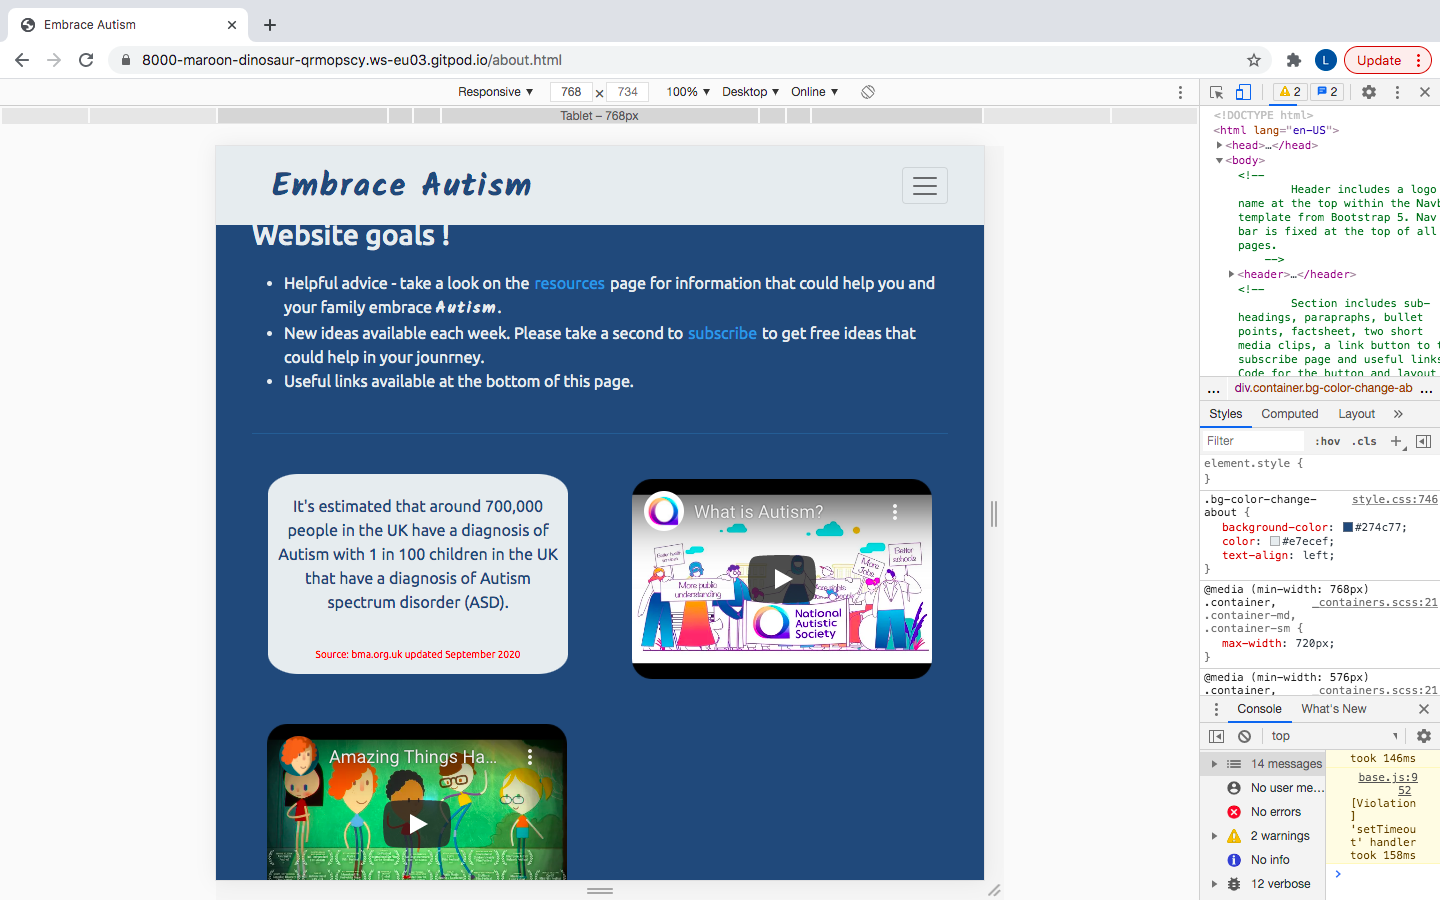 Embrace Autism
8000-maroon-dinosaur-qrmopscy.ws-eu03.gitpod.io/about.html
L
Update
Responsive ▼ 768 × 734 100% ▼ Desktop ▼ Online ▼
2 2
Tablet – 768px
Embrace Autism
Website goals !
• Helpful advice - take a look on the resources page for information that could help you and
your family embrace Autism.
• New ideas available each week. Please take a second to subscribe to get free ideas that
could help in your jounrney.
• Useful links available at the bottom of this page.
It's estimated that around 700,000
people in the UK have a diagnosis of
Autism with 1 in 100 children in the UK
that have a diagnosis of Autism
spectrum disorder (ASD).
Source: bma.org.uk updated September 2020
What is Autism?
Better health services
More public
understanding
More Jobs
Better schools
National
Autistic
Society
Amazing Things Ha...
<!DOCTYPE html>
<html lang="en-US">
<head>…</head>
<body>
<!--
Header includes a logo
name at the top within the Navb
template from Bootstrap 5. Nav
bar is fixed at the top of all
pages.
-->
<header>…</header>
<!--
Section includes sub-
headings, parapraphs, bullet
points, factsheet, two short
media clips, a link button to t
subscribe page and useful links
Code for the button and layout
... div.container.bg-color-change-ab ...
Styles Computed Layout »
Filter :hov .cls +
element.style {
}
.bg-color-change- style.css:746
about {
background-color: #274c77;
color: #e7ecef;
text-align: left;
}
@media (min-width: 768px)
.container, _containers.scss:21
.container-md,
.container-sm {
max-width: 720px;
}
@media (min-width: 576px)
.container, _containers.scss:21
Console What's New
top
14 messages
No user me...
No errors
2 warnings
No info
12 verbose
took 146ms
base.js:9
52
[Violation
]
'setTimeou
t' handler
took 158ms